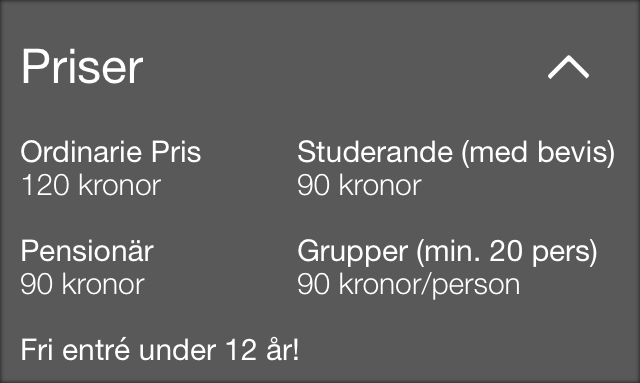 Priser
Ordinarie Pris
120 kronor
Studerande (med bevis)
90 kronor
Pensionär
90 kronor
Grupper (min. 20 pers)
90 kronor/person
Fri entré under 12 år!